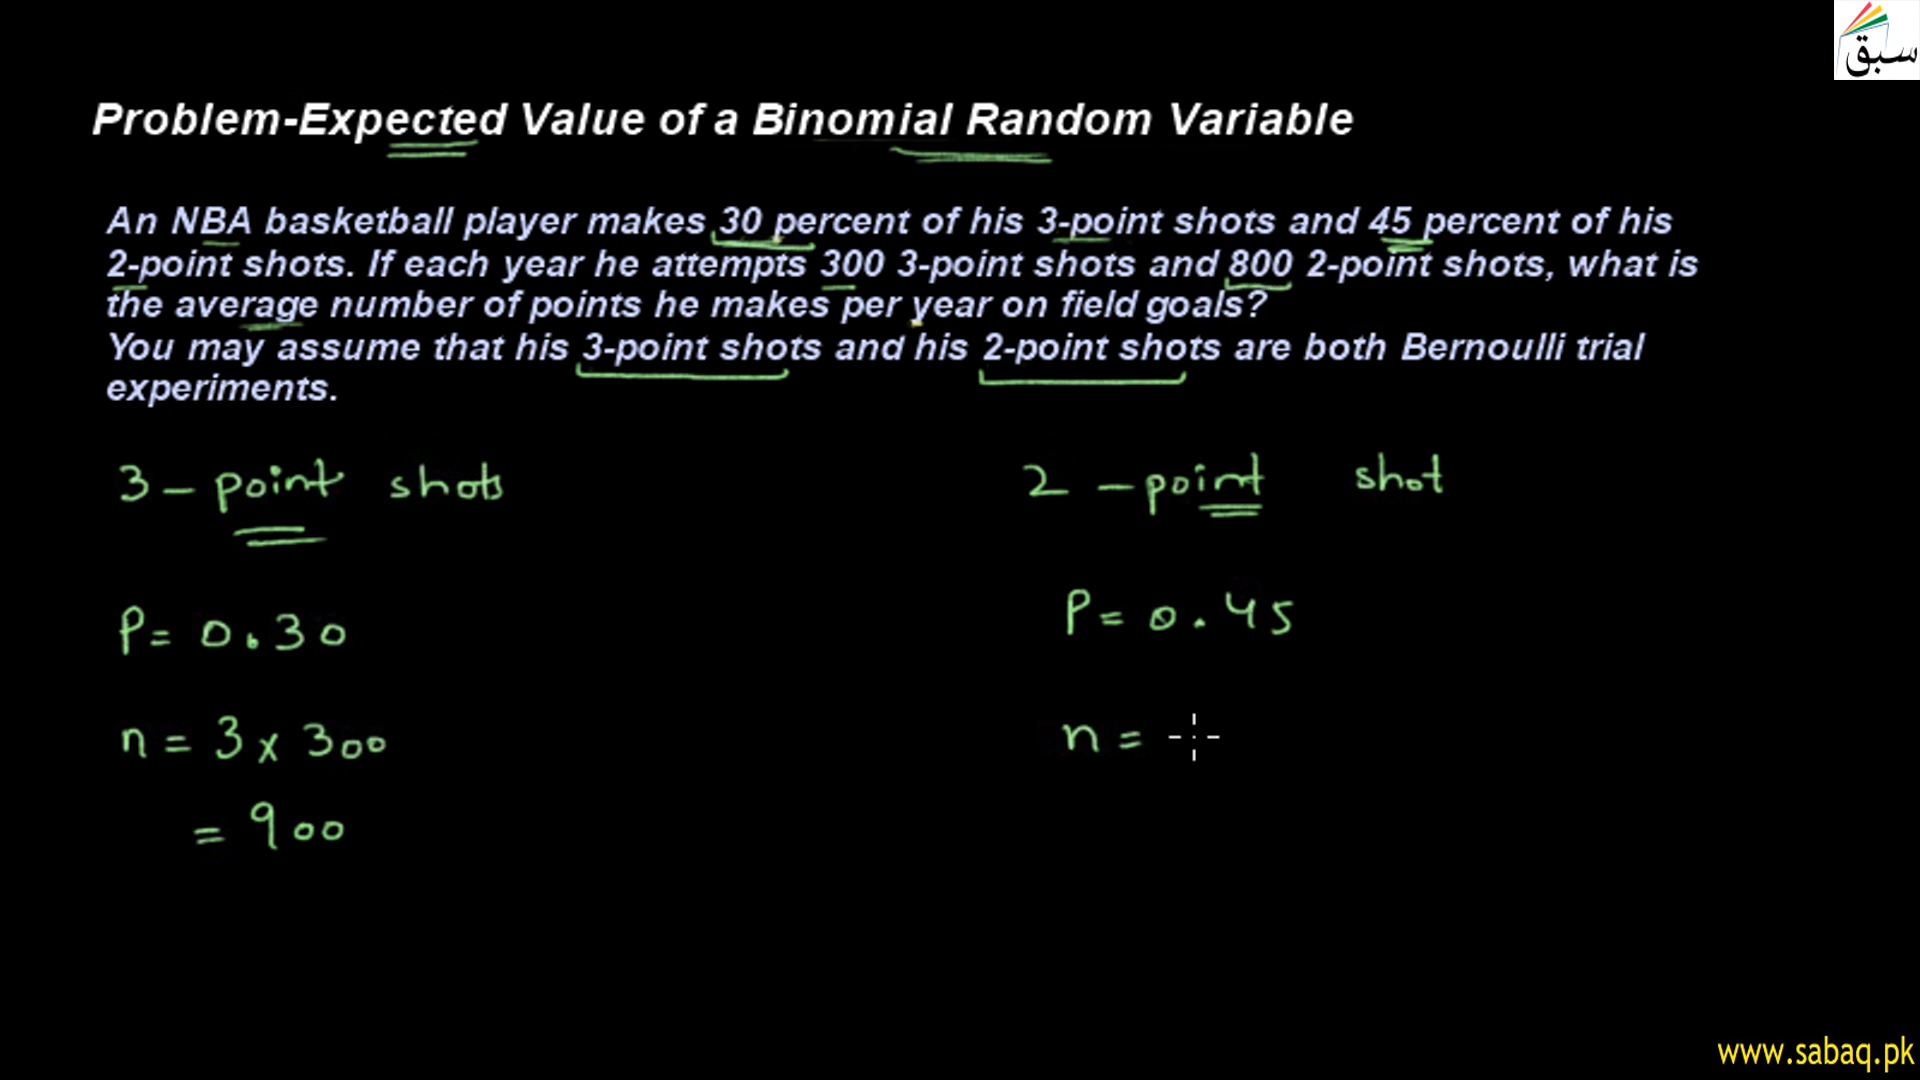 سبق
Problem-Expected Value of a Binomial Random Variable
An NBA basketball player makes 30 percent of his 3-point shots and 45 percent of his
2-point shots. If each year he attempts 300 3-point shots and 800 2-point shots, what is
the average number of points he makes per year on field goals?
You may assume that his 3-point shots and his 2-point shots are both Bernoulli trial
experiments.
3 - point shots
2 - point shot
P = 0.30
P = 0.45
n = 3 x 300
n =
= 900
www.sabaq.pk